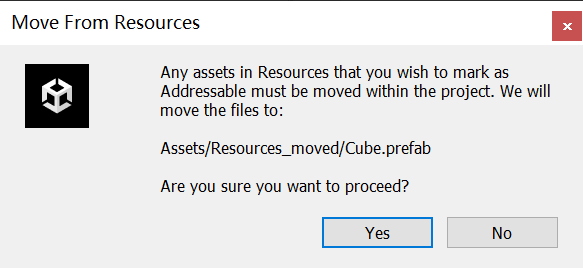 Move From Resources
Any assets in Resources that you wish to mark as
Addressable must be moved within the project. We will
move the files to:
Assets/Resources_moved/Cube.prefab
Are you sure you want to proceed?
Yes
No